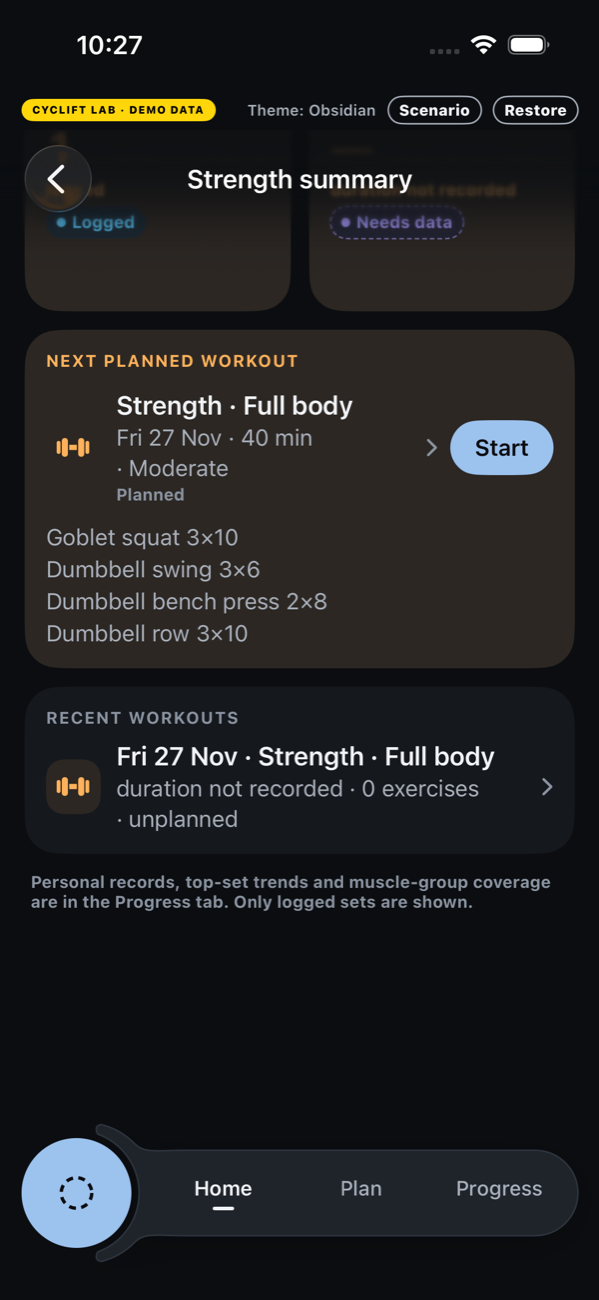 10:27
CYCLIFT LAB · DEMO DATA
Theme: Obsidian
Scenario
Restore
Strength summary
not recorded
Logged
Needs data
NEXT PLANNED WORKOUT
Strength · Full body
Fri 27 Nov · 40 min
· Moderate
Planned
Start
Goblet squat 3×10
Dumbbell swing 3×6
Dumbbell bench press 2×8
Dumbbell row 3×10
RECENT WORKOUTS
Fri 27 Nov · Strength · Full body
duration not recorded · 0 exercises
· unplanned
Personal records, top-set trends and muscle-group coverage
are in the Progress tab. Only logged sets are shown.
Home
Plan
Progress